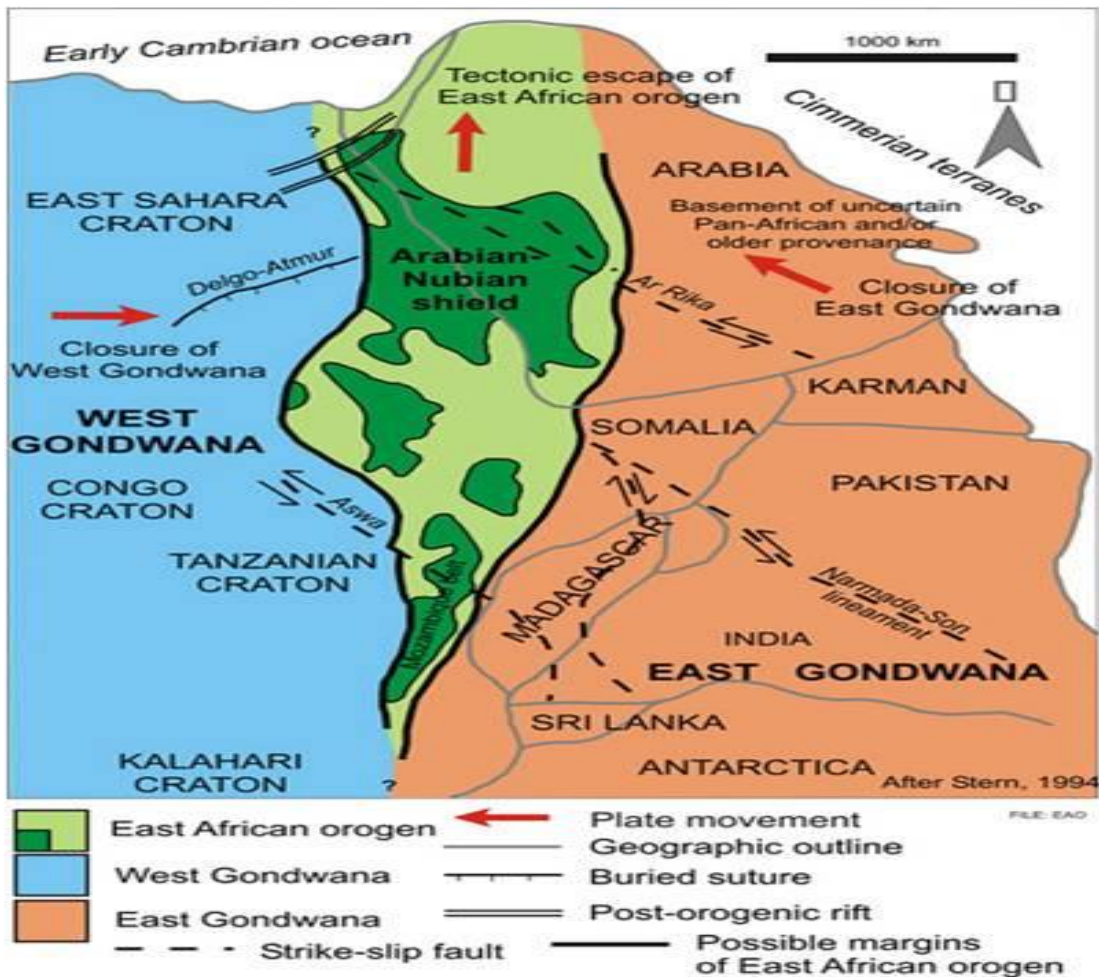 Early Cambrian ocean
1000 km
Tectonic escape of
East African orogen
Cimmerian terranes
?
ARABIA
EAST SAHARA
CRATON
Basement of uncertain
Pan-African and/or
older provenance
Delgo-Atmur
Arabian-
Nubian
shield
Ar Rika
Closure of
East Gondwana
Closure of
West Gondwana
KARMAN
WEST
GONDWANA
SOMALIA
CONGO
CRATON
PAKISTAN
Aswa
TANZANIAN
CRATON
MADAGASCAR
Mozambique Belt
Narmada-Son
lineament
INDIA
EAST GONDWANA
SRI LANKA
KALAHARI
CRATON
ANTARCTICA
?
After Stern, 1994
FILE: EAO
East African orogen
Plate movement
Geographic outline
West Gondwana
Buried suture
East Gondwana
Post-orogenic rift
Strike-slip fault
Possible margins
of East African orogen